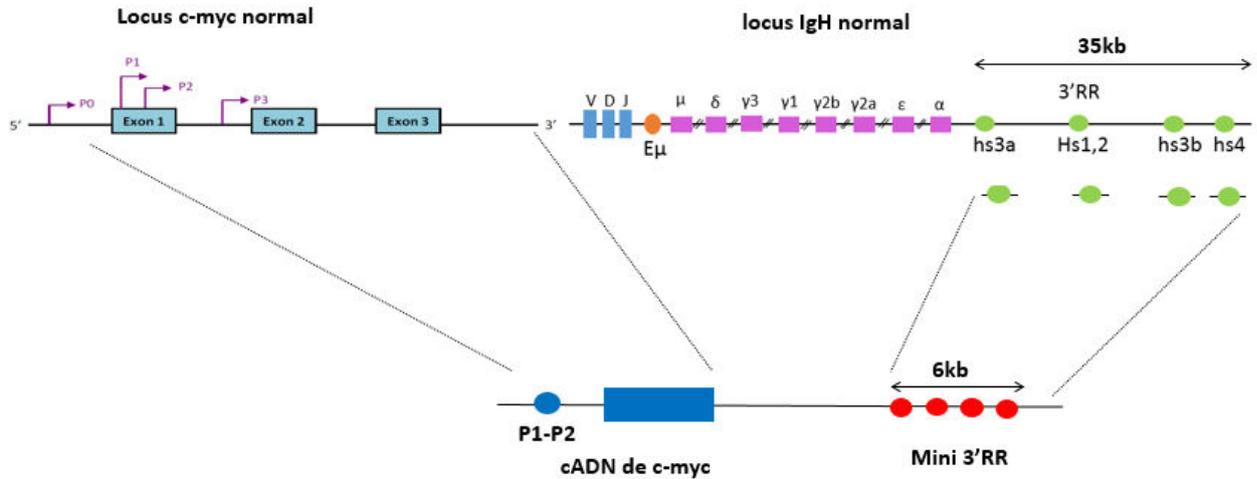 Locus c-myc normal
locus IgH normal
35kb
P1
P2
P0
P3
3'RR
V D J
μ δ γ3 γ1 γ2b γ2a ε α
5'
Exon 1
Exon 2
Exon 3
3'
Eμ
hs3a
Hs1,2
hs3b
hs4
6kb
P1-P2
cADN de c-myc
Mini 3'RR